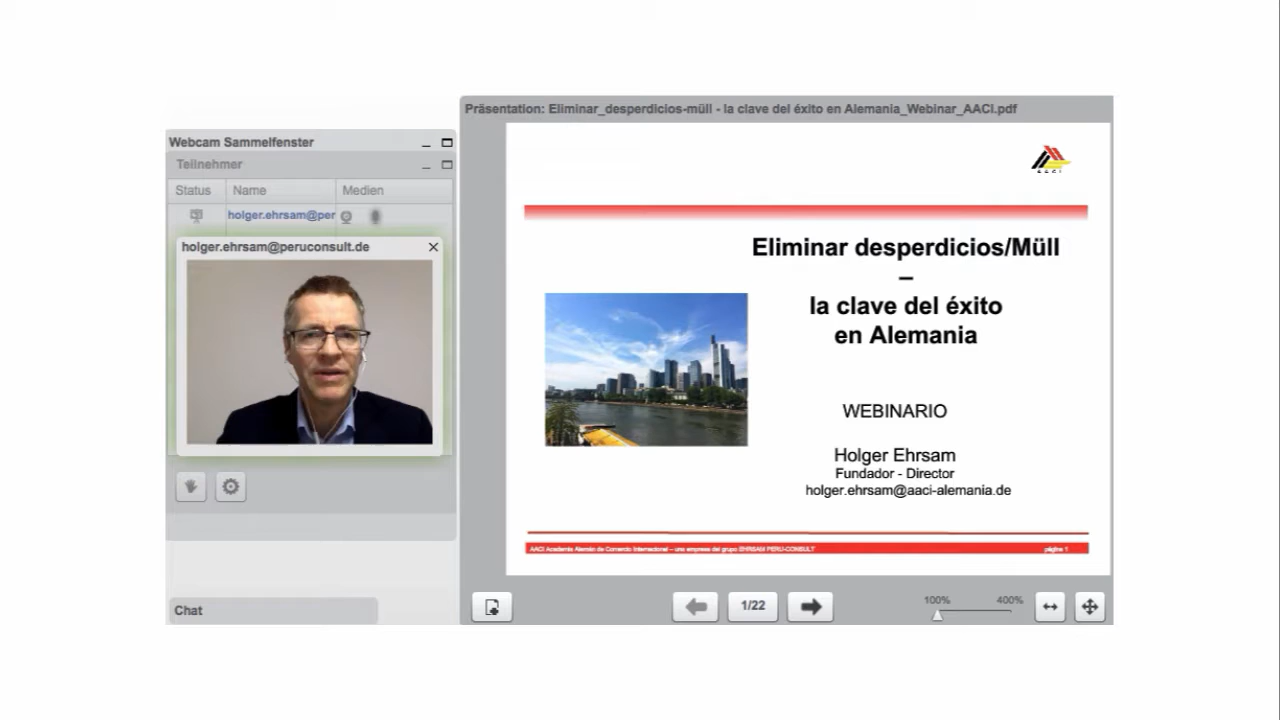 Webcam Sammelfenster
Teilnehmer
Status Name Medien
holger.ehrsam@per
holger.ehrsam@peruconsult.de
Chat
Präsentation: Eliminar_desperdicios-müll - la clave del éxito en Alemania_Webinar_AACI.pdf
AACI
Eliminar desperdicios/Müll
–
la clave del éxito
en Alemania
WEBINARIO
Holger Ehrsam
Fundador - Director
holger.ehrsam@aaci-alemania.de
AACI Academia Alemán de Comercio Internacional – una empresa del grupo EHRSAM PERU-CONSULT página 1
1/22
100% 400%